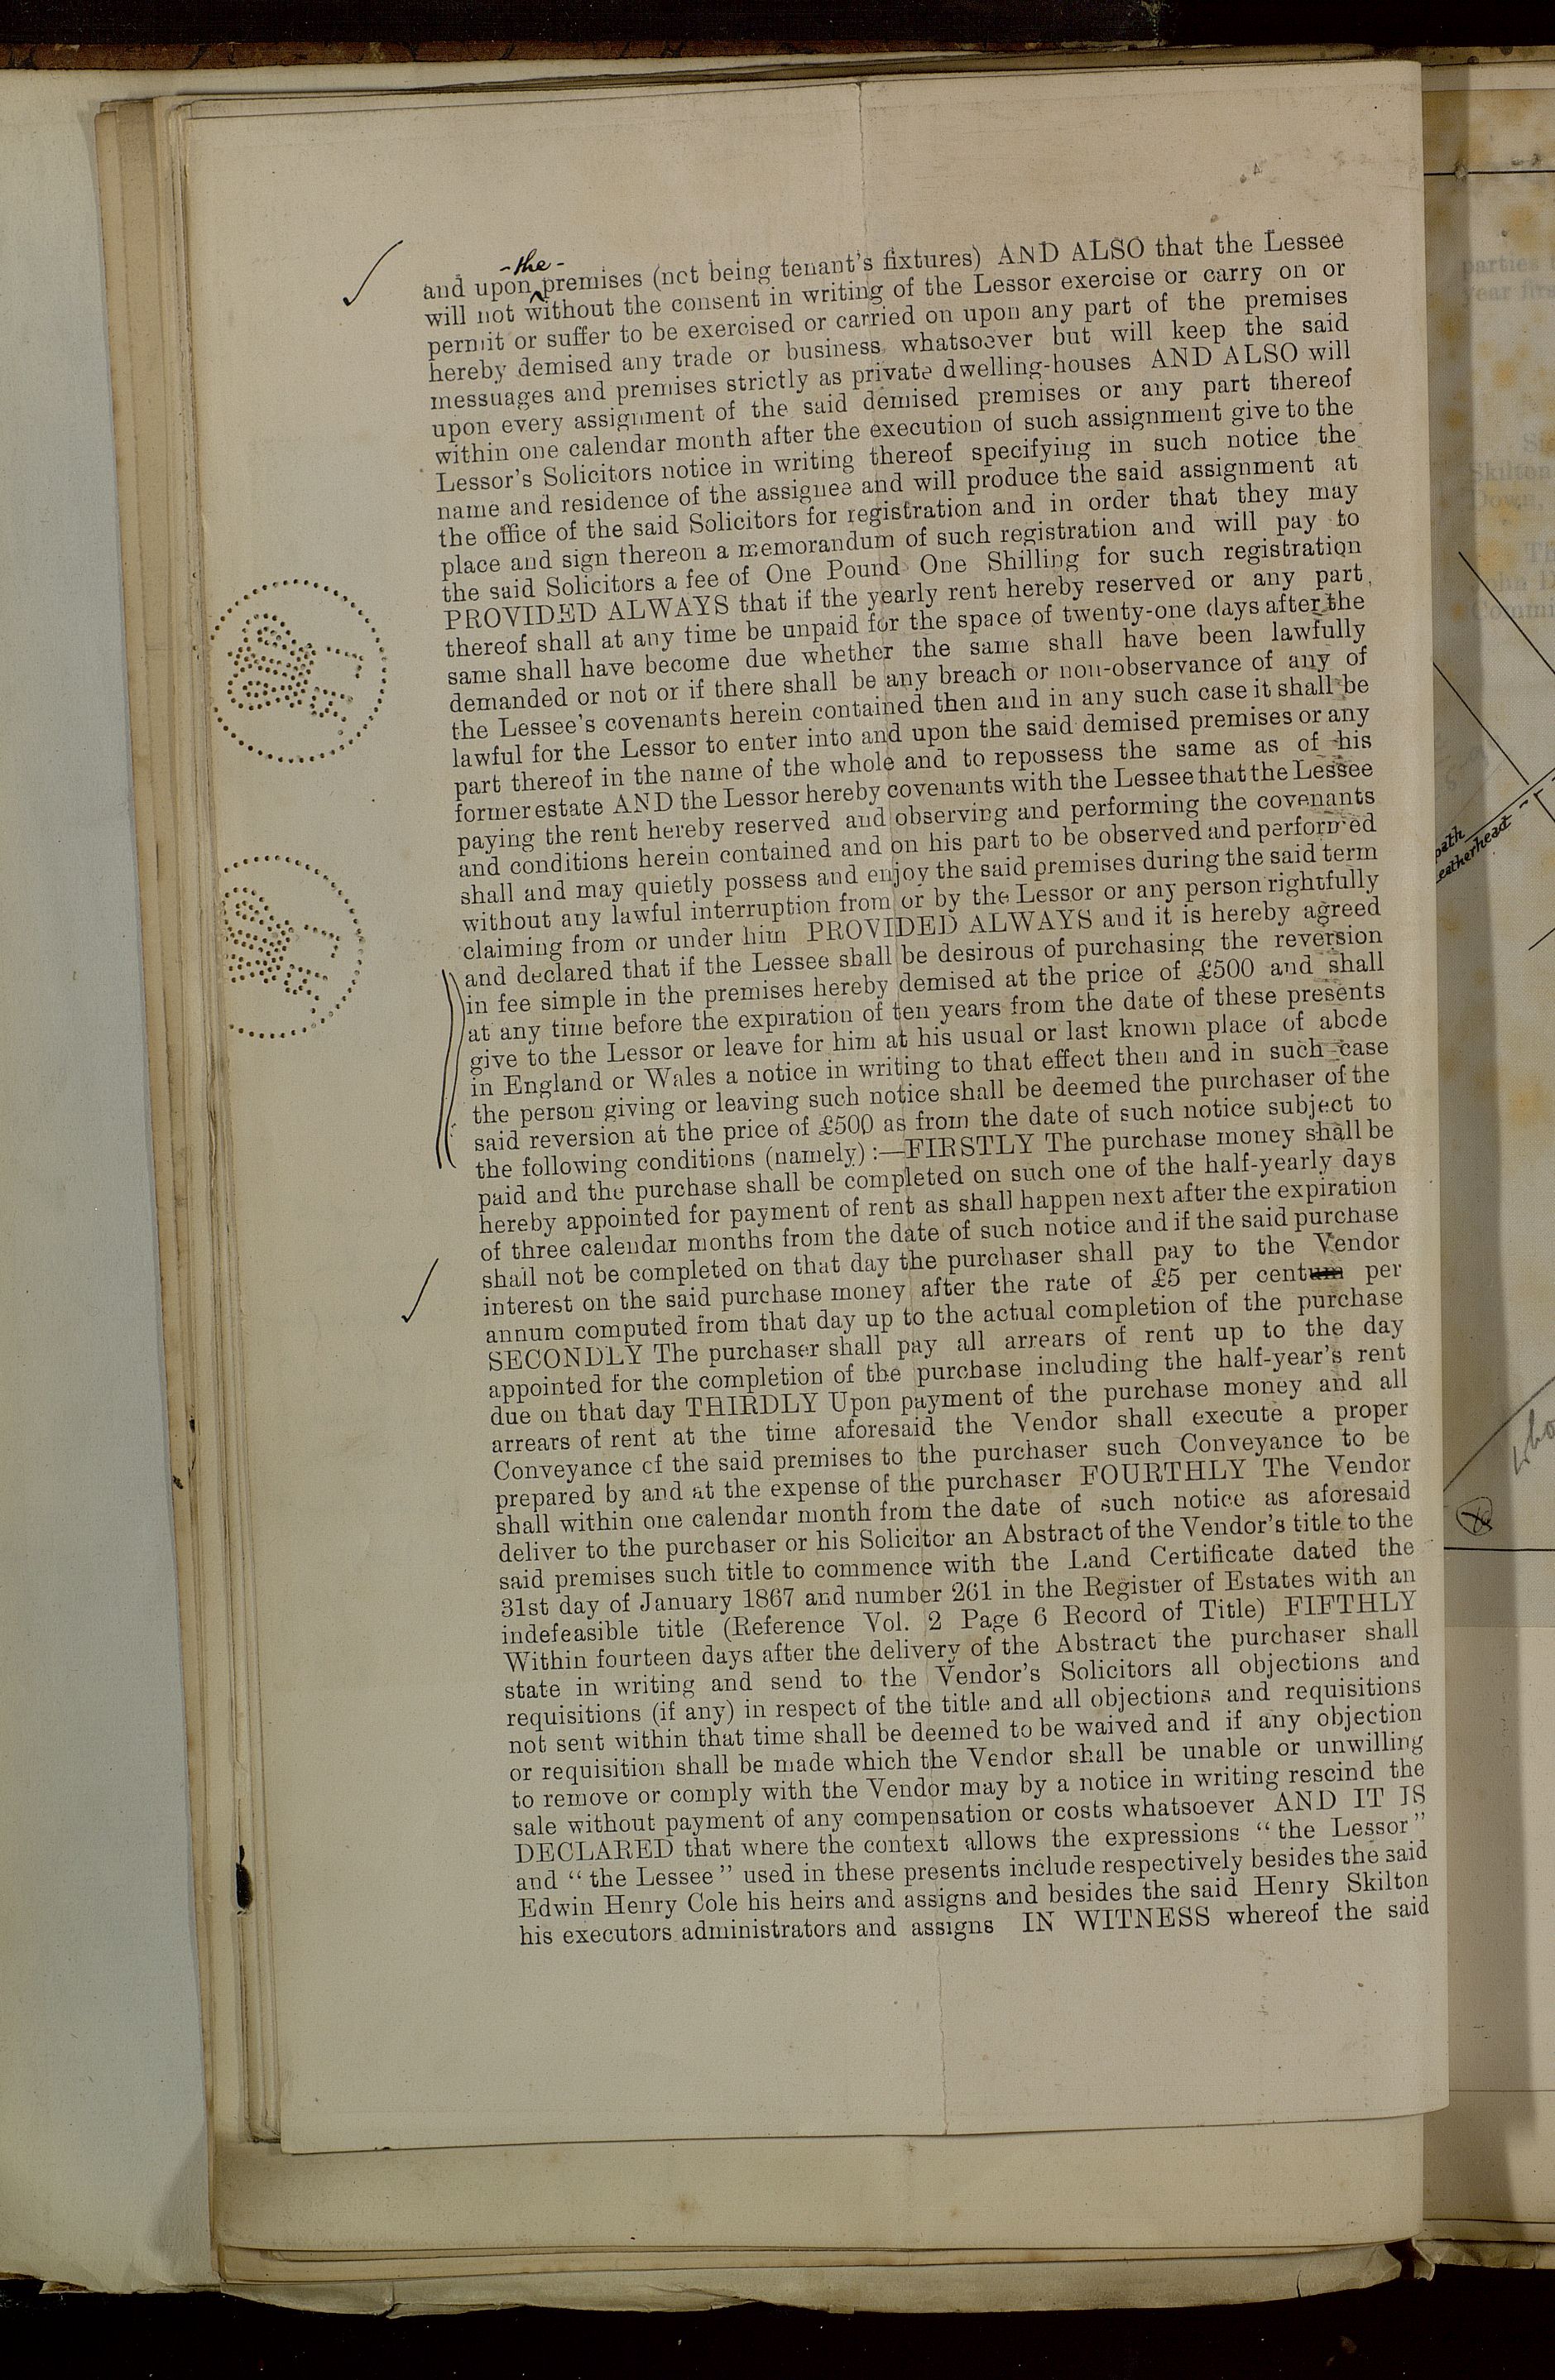 -the-
and upon premises (not being tenant's fixtures) AND ALSO that the Lessee
will not without the consent in writing of the Lessor exercise or carry on or
permit or suffer to be exercised or carried on upon any part of the premises
hereby demised any trade or business whatsoever but will keep the said
messuages and premises strictly as private dwelling-houses AND ALSO will
upon every assignment of the said demised premises or any part thereof
within one calendar month after the execution of such assignment give to the
Lessor's Solicitors notice in writing thereof specifying in such notice the
name and residence of the assignee and will produce the said assignment at
the office of the said Solicitors for registration and in order that they may
place and sign thereon a memorandum of such registration and will pay to
the said Solicitors a fee of One Pound One Shilling for such registration
PROVIDED ALWAYS that if the yearly rent hereby reserved or any part
thereof shall at any time be unpaid for the space of twenty-one days after the
same shall have become due whether the same shall have been lawfully
demanded or not or if there shall be any breach or non-observance of any of
the Lessee's covenants herein contained then and in any such case it shall be
lawful for the Lessor to enter into and upon the said demised premises or any
part thereof in the name of the whole and to repossess the same as of his
former estate AND the Lessor hereby covenants with the Lessee that the Lessee
paying the rent hereby reserved and observing and performing the covenants
and conditions herein contained and on his part to be observed and performed
shall and may quietly possess and enjoy the said premises during the said term
without any lawful interruption from or by the Lessor or any person rightfully
claiming from or under him PROVIDED ALWAYS and it is hereby agreed
and declared that if the Lessee shall be desirous of purchasing the reversion
in fee simple in the premises hereby demised at the price of £500 and shall
at any time before the expiration of ten years from the date of these presents
give to the Lessor or leave for him at his usual or last known place of abode
in England or Wales a notice in writing to that effect then and in such case
the person giving or leaving such notice shall be deemed the purchaser of the
said reversion at the price of £500 as from the date of such notice subject to
the following conditions (namely) :—FIRSTLY The purchase money shall be
paid and the purchase shall be completed on such one of the half-yearly days
hereby appointed for payment of rent as shall happen next after the expiration
of three calendar months from the date of such notice and if the said purchase
shall not be completed on that day the purchaser shall pay to the Vendor
interest on the said purchase money after the rate of £5 per centum per
annum computed from that day up to the actual completion of the purchase
SECONDLY The purchaser shall pay all arrears of rent up to the day
appointed for the completion of the purchase including the half-year's rent
due on that day THIRDLY Upon payment of the purchase money and all
arrears of rent at the time aforesaid the Vendor shall execute a proper
Conveyance of the said premises to the purchaser such Conveyance to be
prepared by and at the expense of the purchaser FOURTHLY The Vendor
shall within one calendar month from the date of such notice as aforesaid
deliver to the purchaser or his Solicitor an Abstract of the Vendor's title to the
said premises such title to commence with the Land Certificate dated the
31st day of January 1867 and number 261 in the Register of Estates with an
indefeasible title (Reference Vol. 2 Page 6 Record of Title) FIFTHLY
Within fourteen days after the delivery of the Abstract the purchaser shall
state in writing and send to the Vendor's Solicitors all objections and
requisitions (if any) in respect of the title and all objections and requisitions
not sent within that time shall be deemed to be waived and if any objection
or requisition shall be made which the Vendor shall be unable or unwilling
to remove or comply with the Vendor may by a notice in writing rescind the
sale without payment of any compensation or costs whatsoever AND IT IS
DECLARED that where the context allows the expressions "the Lessor"
and "the Lessee" used in these presents include respectively besides the said
Edwin Henry Cole his heirs and assigns and besides the said Henry Skilton
his executors administrators and assigns IN WITNESS whereof the said
parties
year
Skilton
Down,
path